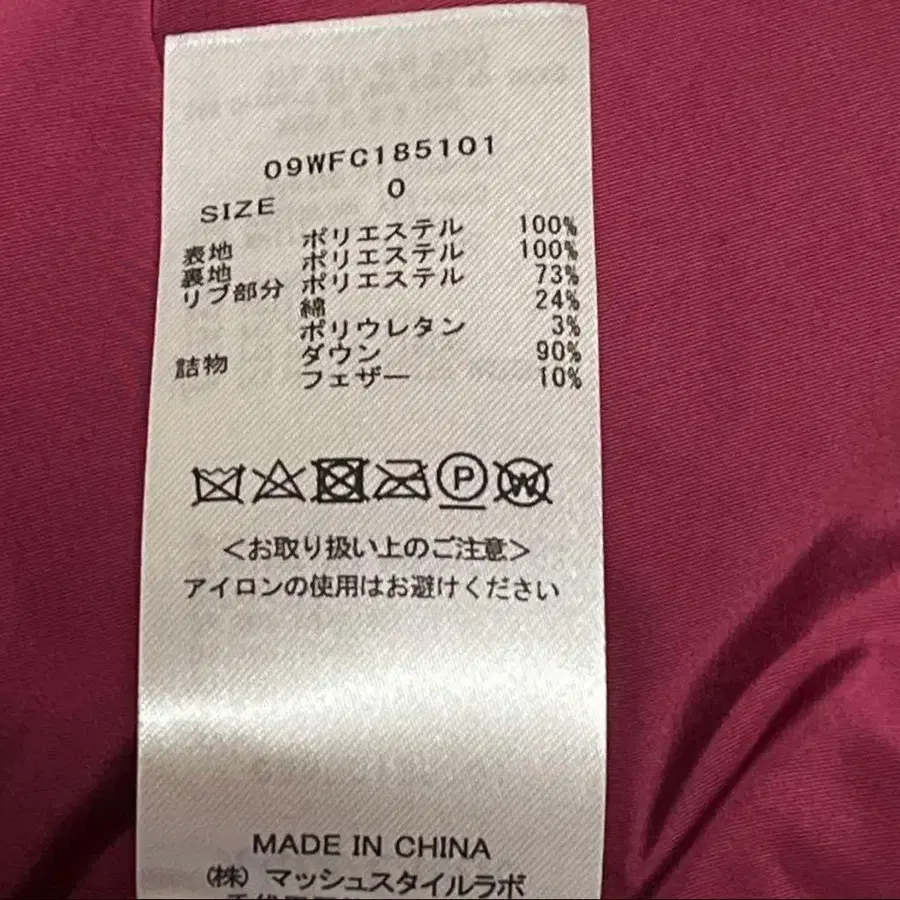 09WFC185101
SIZE 0
表地 ポリエステル 100%
裏地 ポリエステル 100%
リブ部分 ポリエステル 73%
綿 24%
ポリウレタン 3%
詰物 ダウン 90%
フェザー 10%
P W
<お取り扱い上のご注意>
アイロンの使用はお避けください
MADE IN CHINA
(株) マッシュスタイルラボ